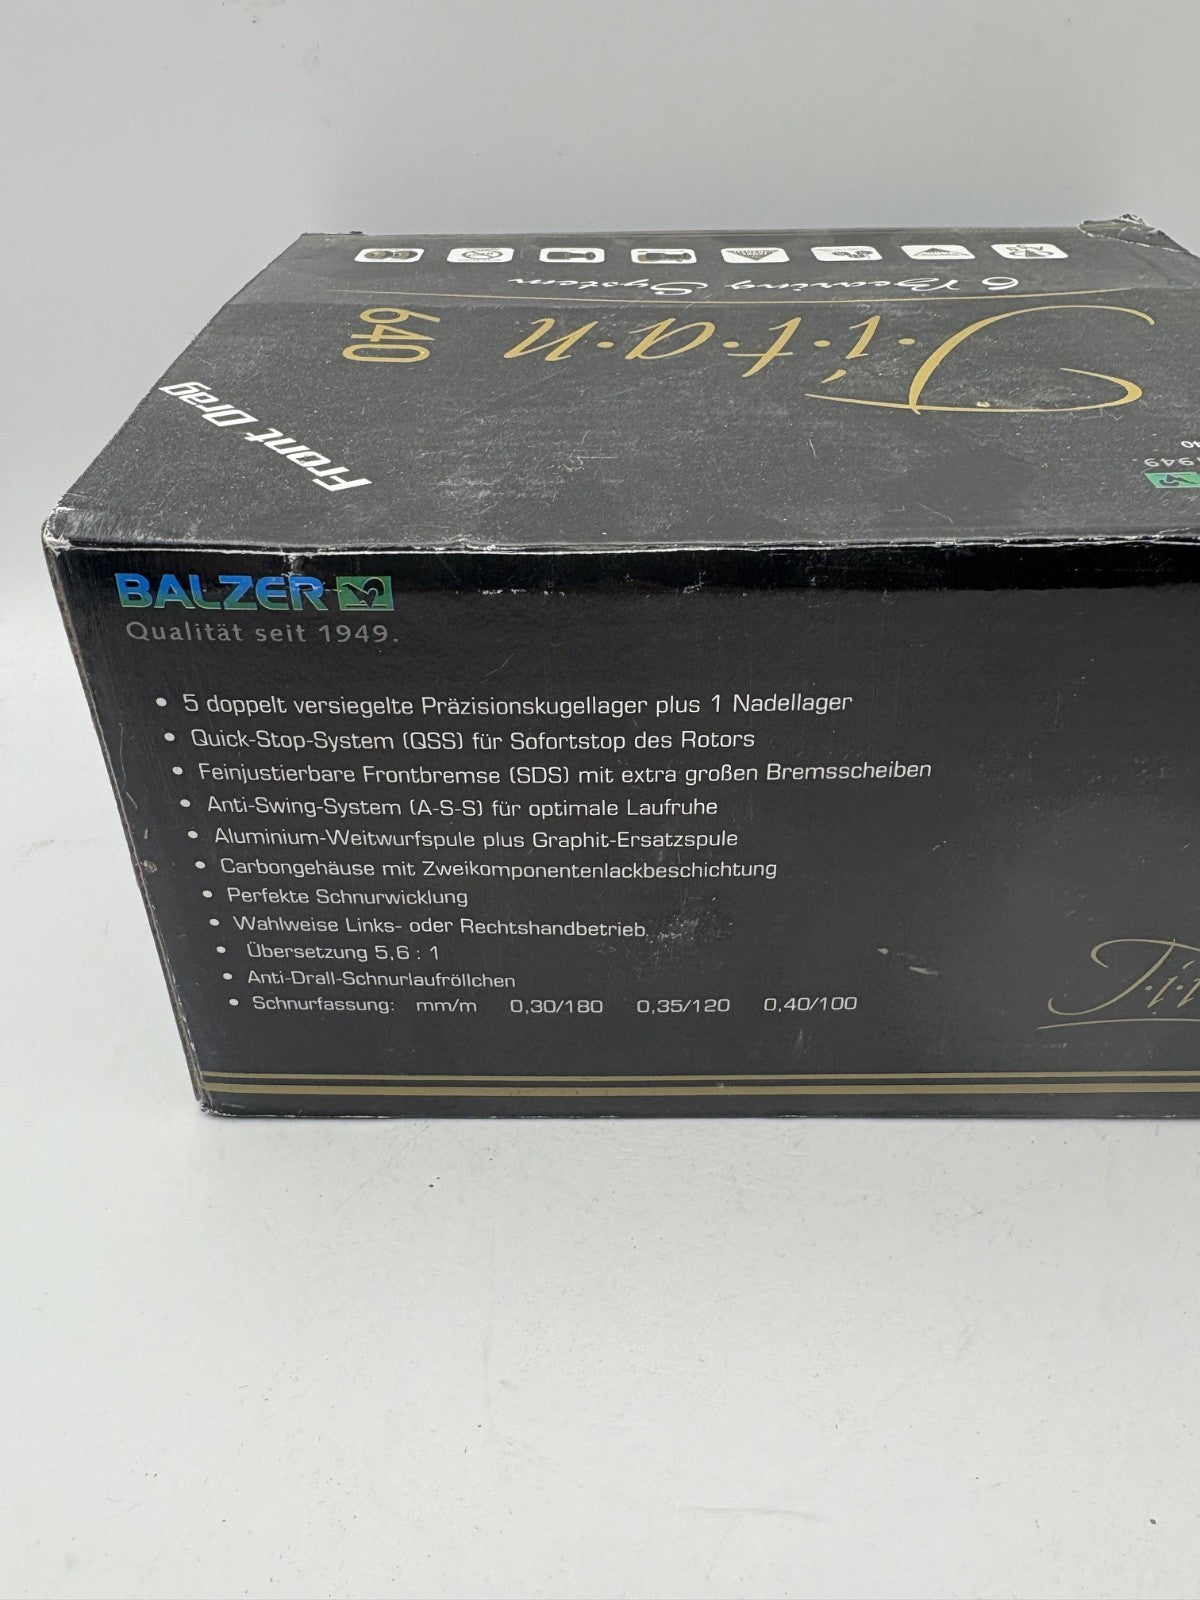 6 Bearing System
T·i·t·a·n 640
Front Drag
1949
BALZER
Qualität seit 1949.
• 5 doppelt versiegelte Präzisionskugellager plus 1 Nadellager
• Quick-Stop-System (QSS) für Sofortstop des Rotors
• Feinjustierbare Frontbremse (SDS) mit extra großen Bremsscheiben
• Anti-Swing-System (A-S-S) für optimale Laufruhe
• Aluminium-Weitwurfspule plus Graphit-Ersatzspule
• Carbongehäuse mit Zweikomponentenlackbeschichtung
• Perfekte Schnurwicklung
• Wahlweise Links- oder Rechtshandbetrieb.
• Übersetzung 5,6 : 1
• Anti-Drall-Schnurlaufröllchen
• Schnurfassung: mm/m 0,30/180 0,35/120 0,40/100